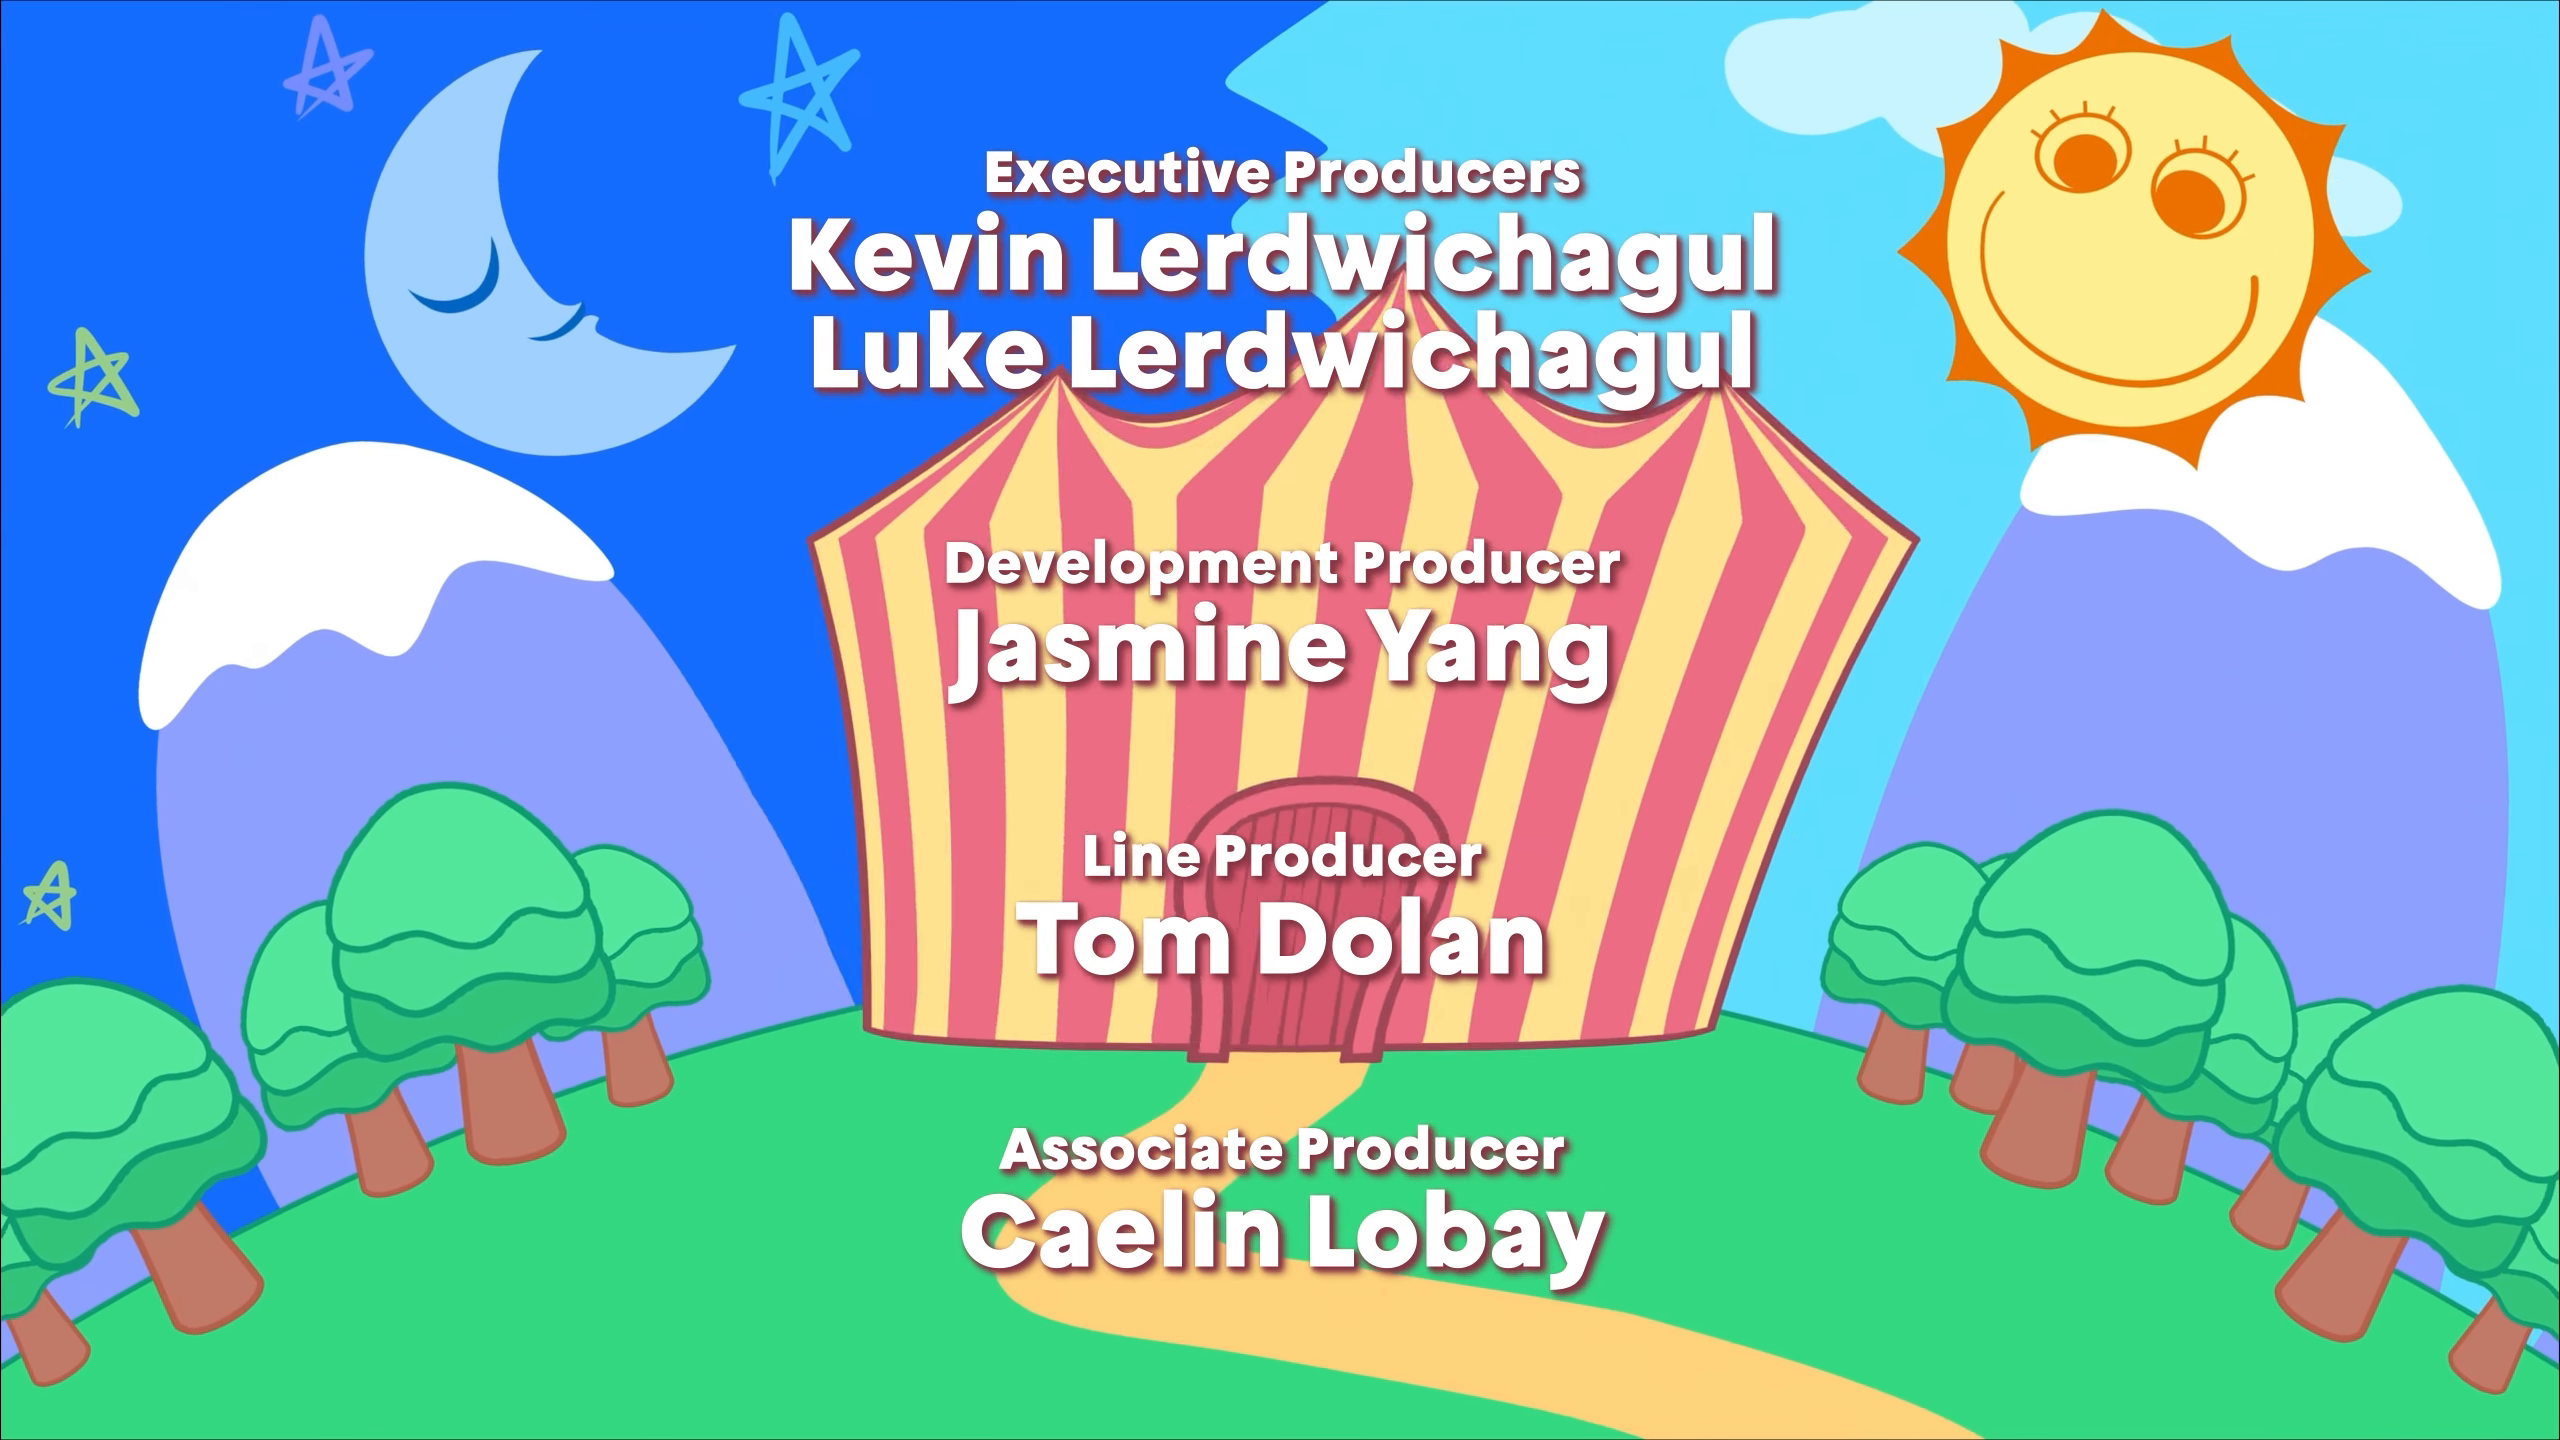 Executive Producers
Kevin Lerdwichagul
Luke Lerdwichagul
Development Producer
Jasmine Yang
Line Producer
Tom Dolan
Associate Producer
Caelin Lobay